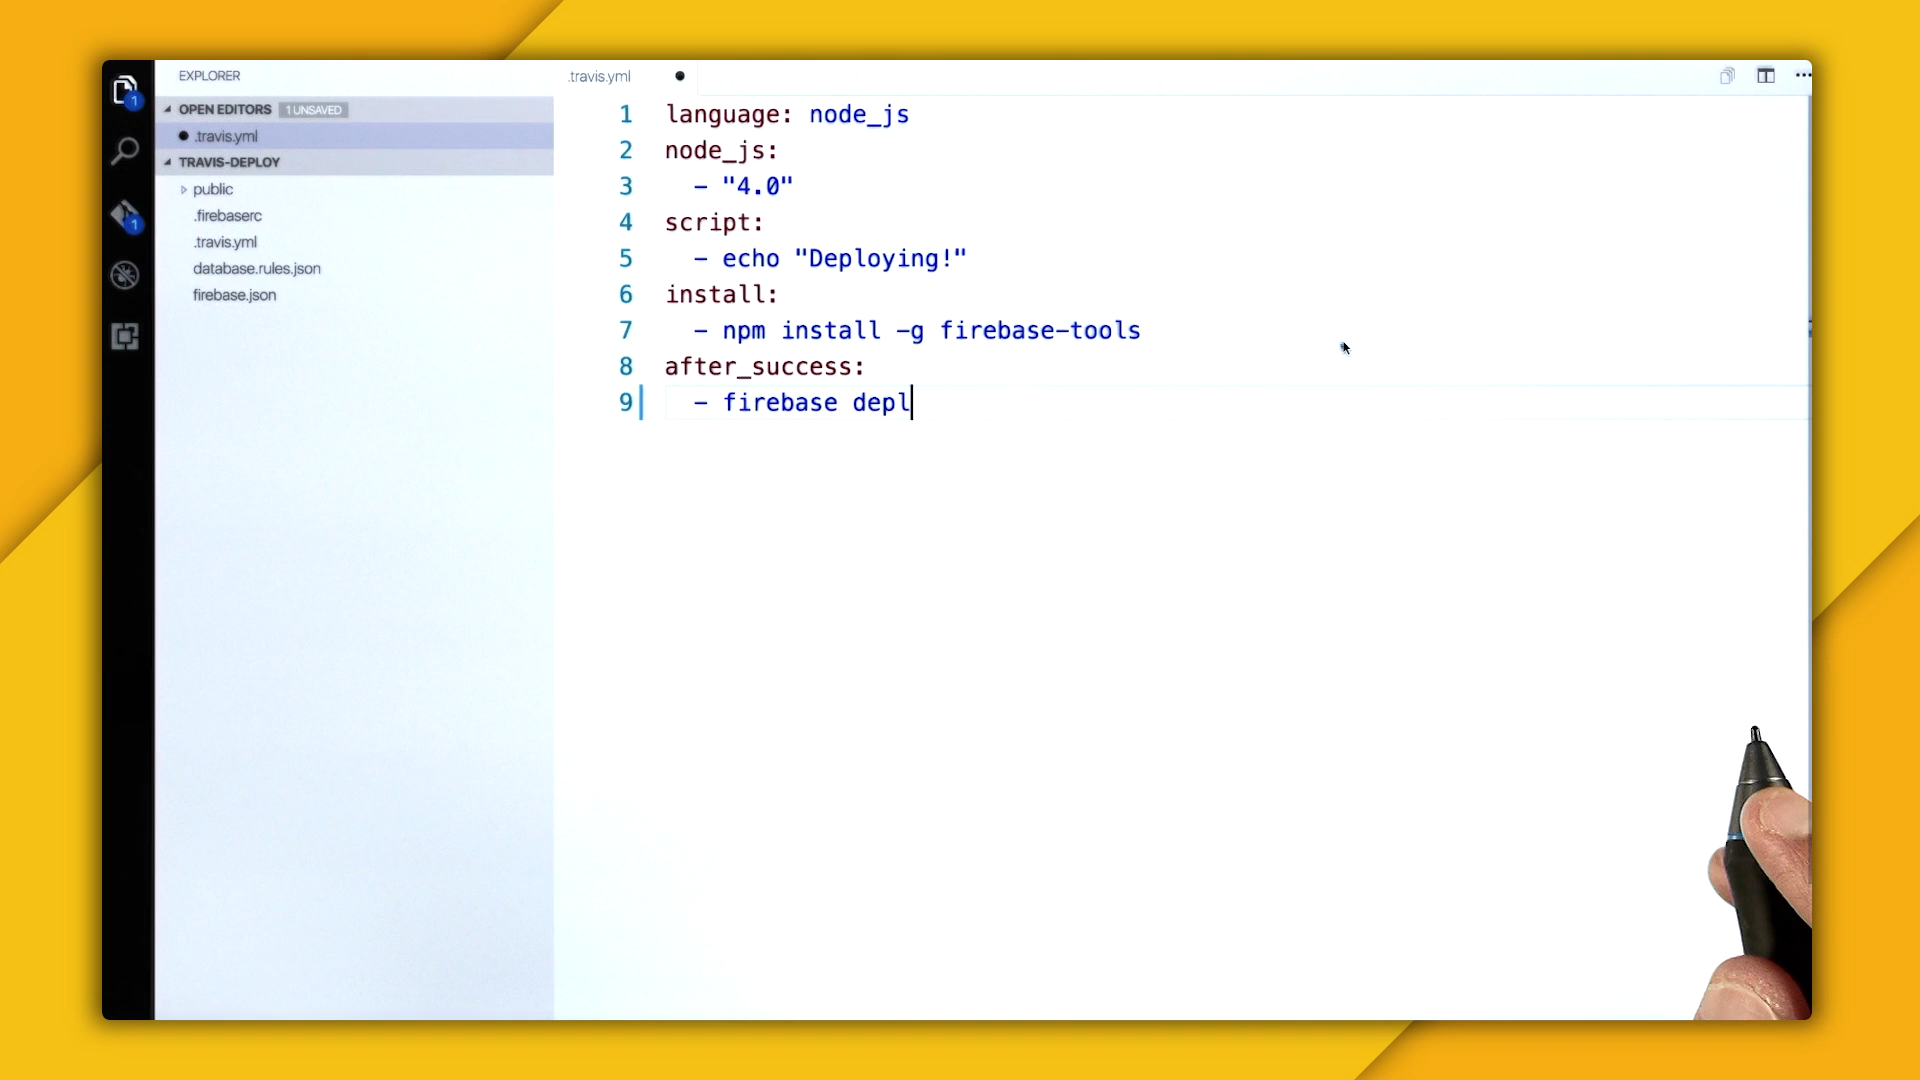 EXPLORER
OPEN EDITORS 1 UNSAVED
.travis.yml
TRAVIS-DEPLOY
public
.firebaserc
.travis.yml
database.rules.json
firebase.json
1
1
.travis.yml
1 language: node_js
2 node_js:
3 - "4.0"
4 script:
5 - echo "Deploying!"
6 install:
7 - npm install -g firebase-tools
8 after_success:
9 - firebase depl